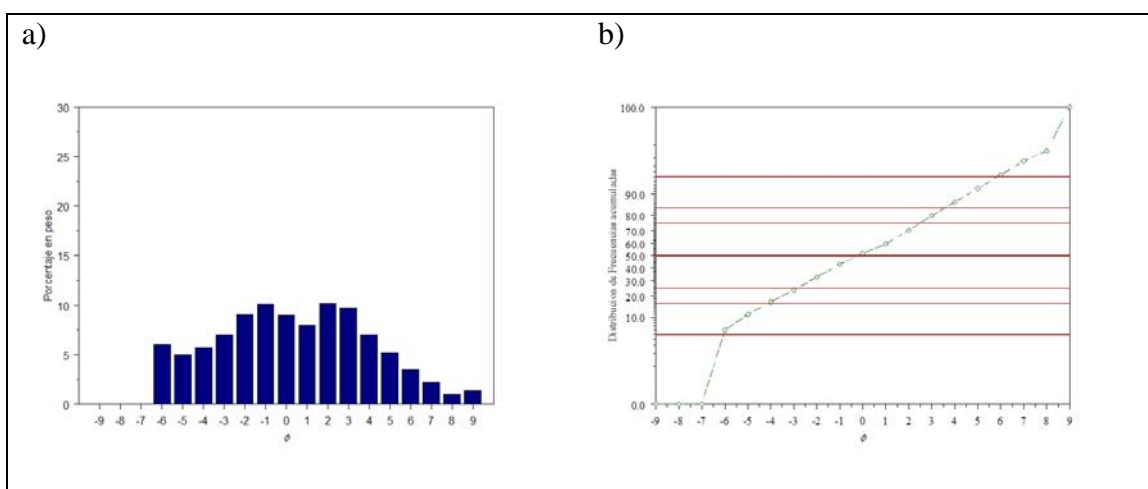 a)
30
25
20
15
10
5
0
Porcentaje en peso
-9 -8 -7 -6 -5 -4 -3 -2 -1 0 1 2 3 4 5 6 7 8 9
ø
b)
100.0
90.0
80.0
70.0
60.0
50.0
40.0
30.0
20.0
10.0
0.0
Distribucion de Frecuencias acumuladas
-9 -8 -7 -6 -5 -4 -3 -2 -1 0 1 2 3 4 5 6 7 8 9
ø